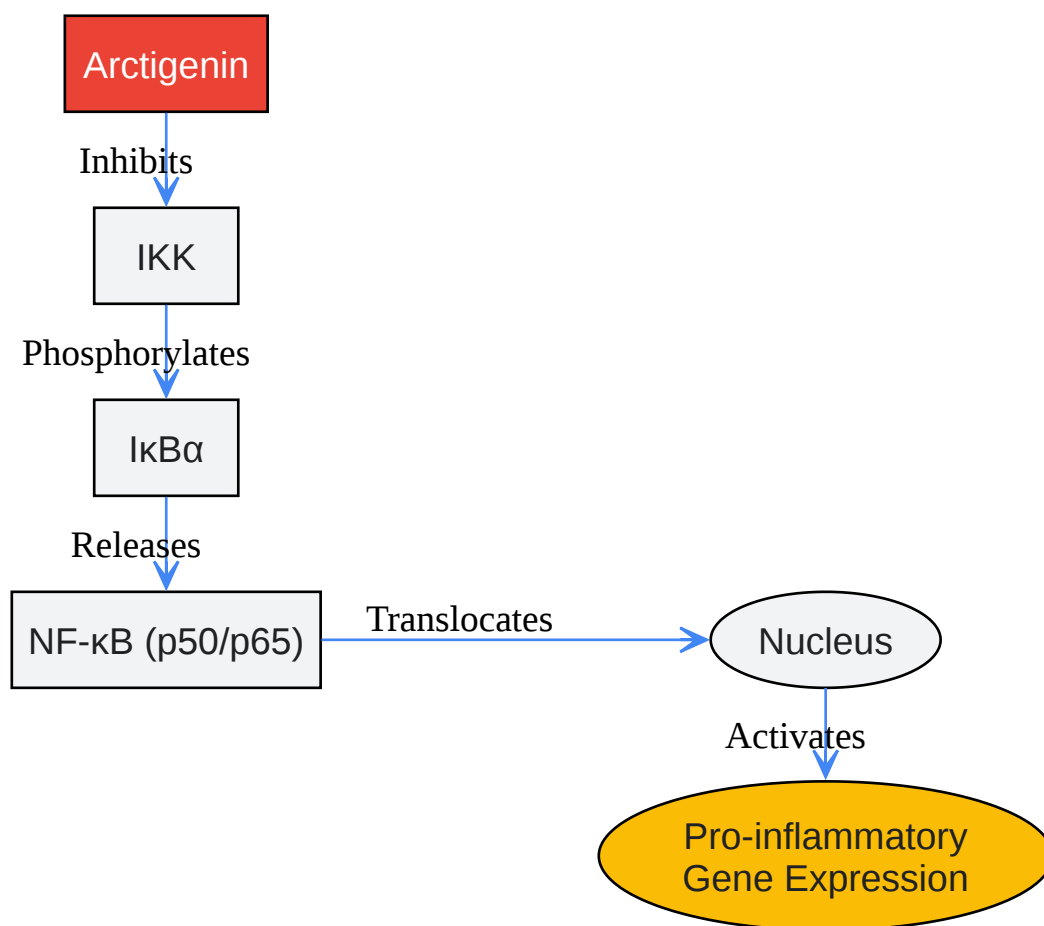 Arctigenin
Inhibits
IKK
Phosphorylates
IκBα
Releases
NF-κB (p50/p65)
Translocates
Nucleus
Activates
Pro-inflammatory
Gene Expression